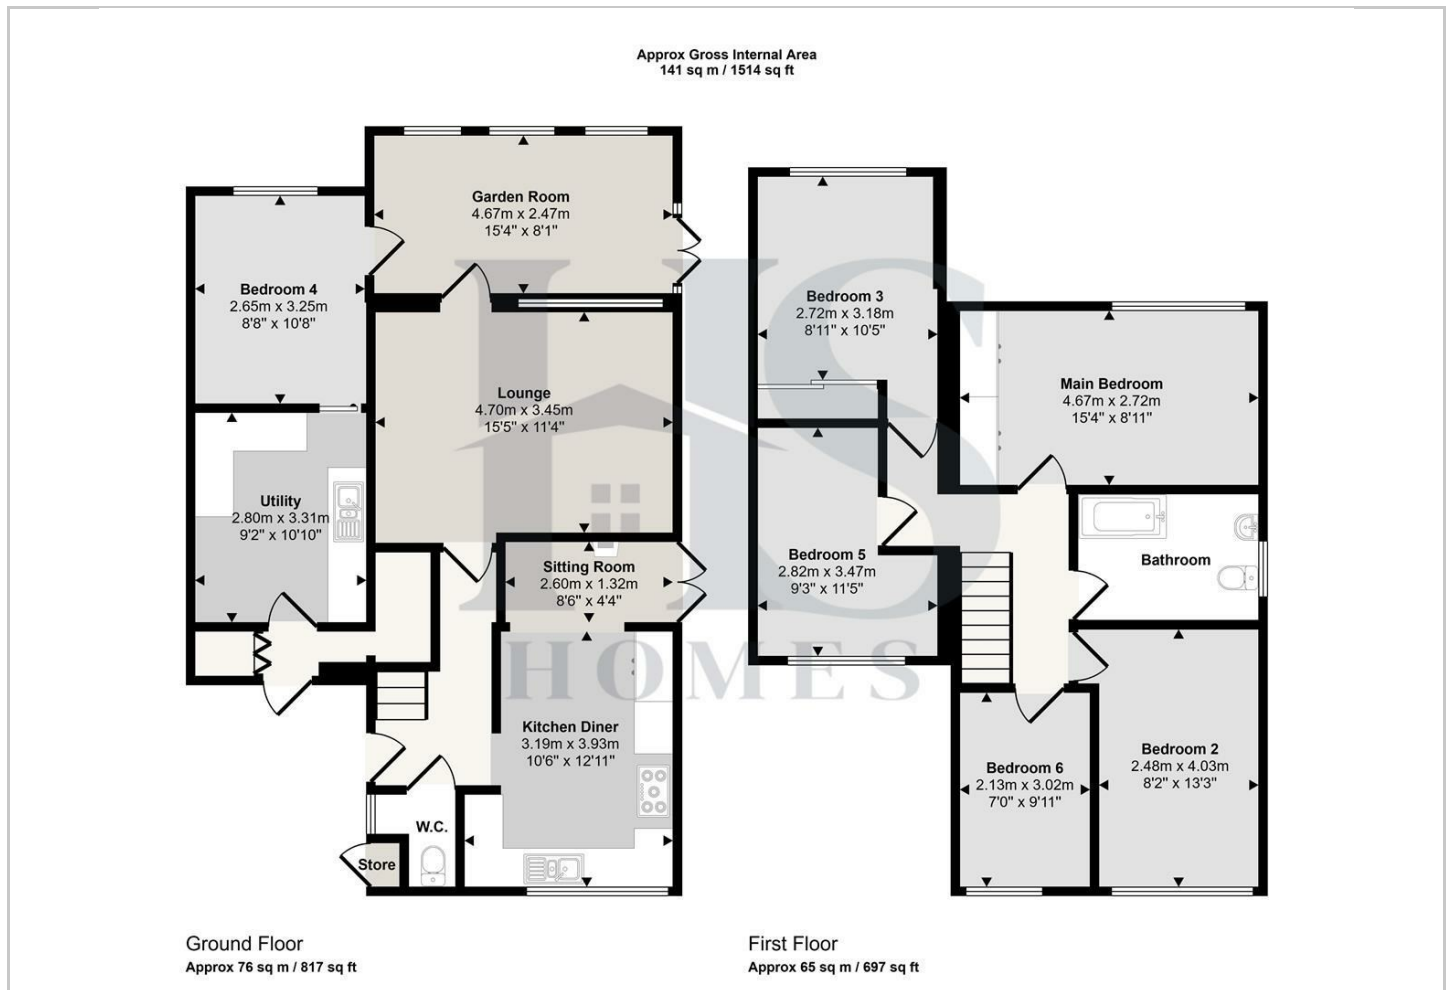 Approx Gross Internal Area
141 sq m / 1514 sq ft
Garden Room
4.67m x 2.47m
15'4" x 8'1"
Bedroom 4
2.65m x 3.25m
8'8" x 10'8"
Lounge
4.70m x 3.45m
15'5" x 11'4"
Utility
2.80m x 3.31m
9'2" x 10'10"
Sitting Room
2.60m x 1.32m
8'6" x 4'4"
Kitchen Diner
3.19m x 3.93m
10'6" x 12'11"
W.C.
Store
Bedroom 3
2.72m x 3.18m
8'11" x 10'5"
Main Bedroom
4.67m x 2.72m
15'4" x 8'11"
Bedroom 5
2.82m x 3.47m
9'3" x 11'5"
Bathroom
Bedroom 6
2.13m x 3.02m
7'0" x 9'11"
Bedroom 2
2.48m x 4.03m
8'2" x 13'3"
HS
HOMES
Ground Floor
Approx 76 sq m / 817 sq ft
First Floor
Approx 65 sq m / 697 sq ft